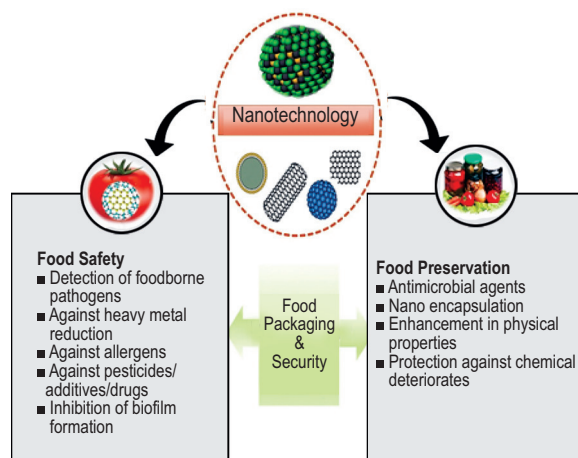 Nanotechnology
Food Safety
■ Detection of foodborne
pathogens
■ Against heavy metal
reduction
■ Against allergens
■ Against pesticides/
additives/drugs
■ Inhibition of biofilm
formation
Food
Packaging
&
Security
Food Preservation
■ Antimicrobial agents
■ Nano encapsulation
■ Enhancement in physical
properties
■ Protection against chemical
deteriorates